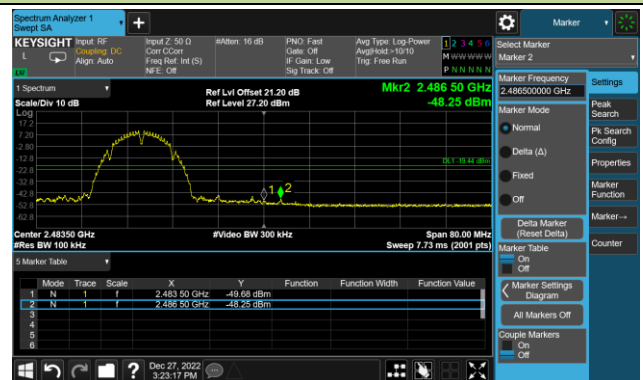 Spectrum Analyzer 1
Swept SA
Marker
KEYSIGHT
L
LV
Input: RF
Coupling: DC
Align: Auto
Input Z: 50 Ω
Corr CCorr
Freq Ref: Int (S)
NFE: Off
#Atten: 16 dB
PNO: Fast
Gate: Off
IF Gain: Low
Sig Track: Off
Avg Type: Log-Power
Avg|Hold:>10/10
Trig: Free Run
1 2 3 4 5 6
M W W W W W
P N N N N N
Select Marker
Marker 2
1 Spectrum
Scale/Div 10 dB
Log
Ref Lvl Offset 21.20 dB
Ref Level 27.20 dBm
Mkr2 2.486 50 GHz
-48.25 dBm
17.2
7.20
-2.80
-12.8
-22.8
-32.8
-42.8
-52.8
-62.8
DL1 -19.44 dBm
1
2
Center 2.48350 GHz
#Res BW 100 kHz
#Video BW 300 kHz
Span 80.00 MHz
Sweep 7.73 ms (2001 pts)
5 Marker Table
Mode Trace Scale X Y Function Function Width Function Value
1 N 1 f 2.483 50 GHz -49.68 dBm
2 N 1 f 2.486 50 GHz -48.25 dBm
3
4
5
6
Marker Frequency
2.486500000 GHz
Marker Mode
Normal
Delta (Δ)
Fixed
Off
Delta Marker
(Reset Delta)
Marker Table
On
Off
Marker Settings
Diagram
All Markers Off
Couple Markers
On
Off
Settings
Peak
Search
Pk Search
Config
Properties
Marker
Function
Marker→
Counter
?
Dec 27, 2022
3:23:17 PM